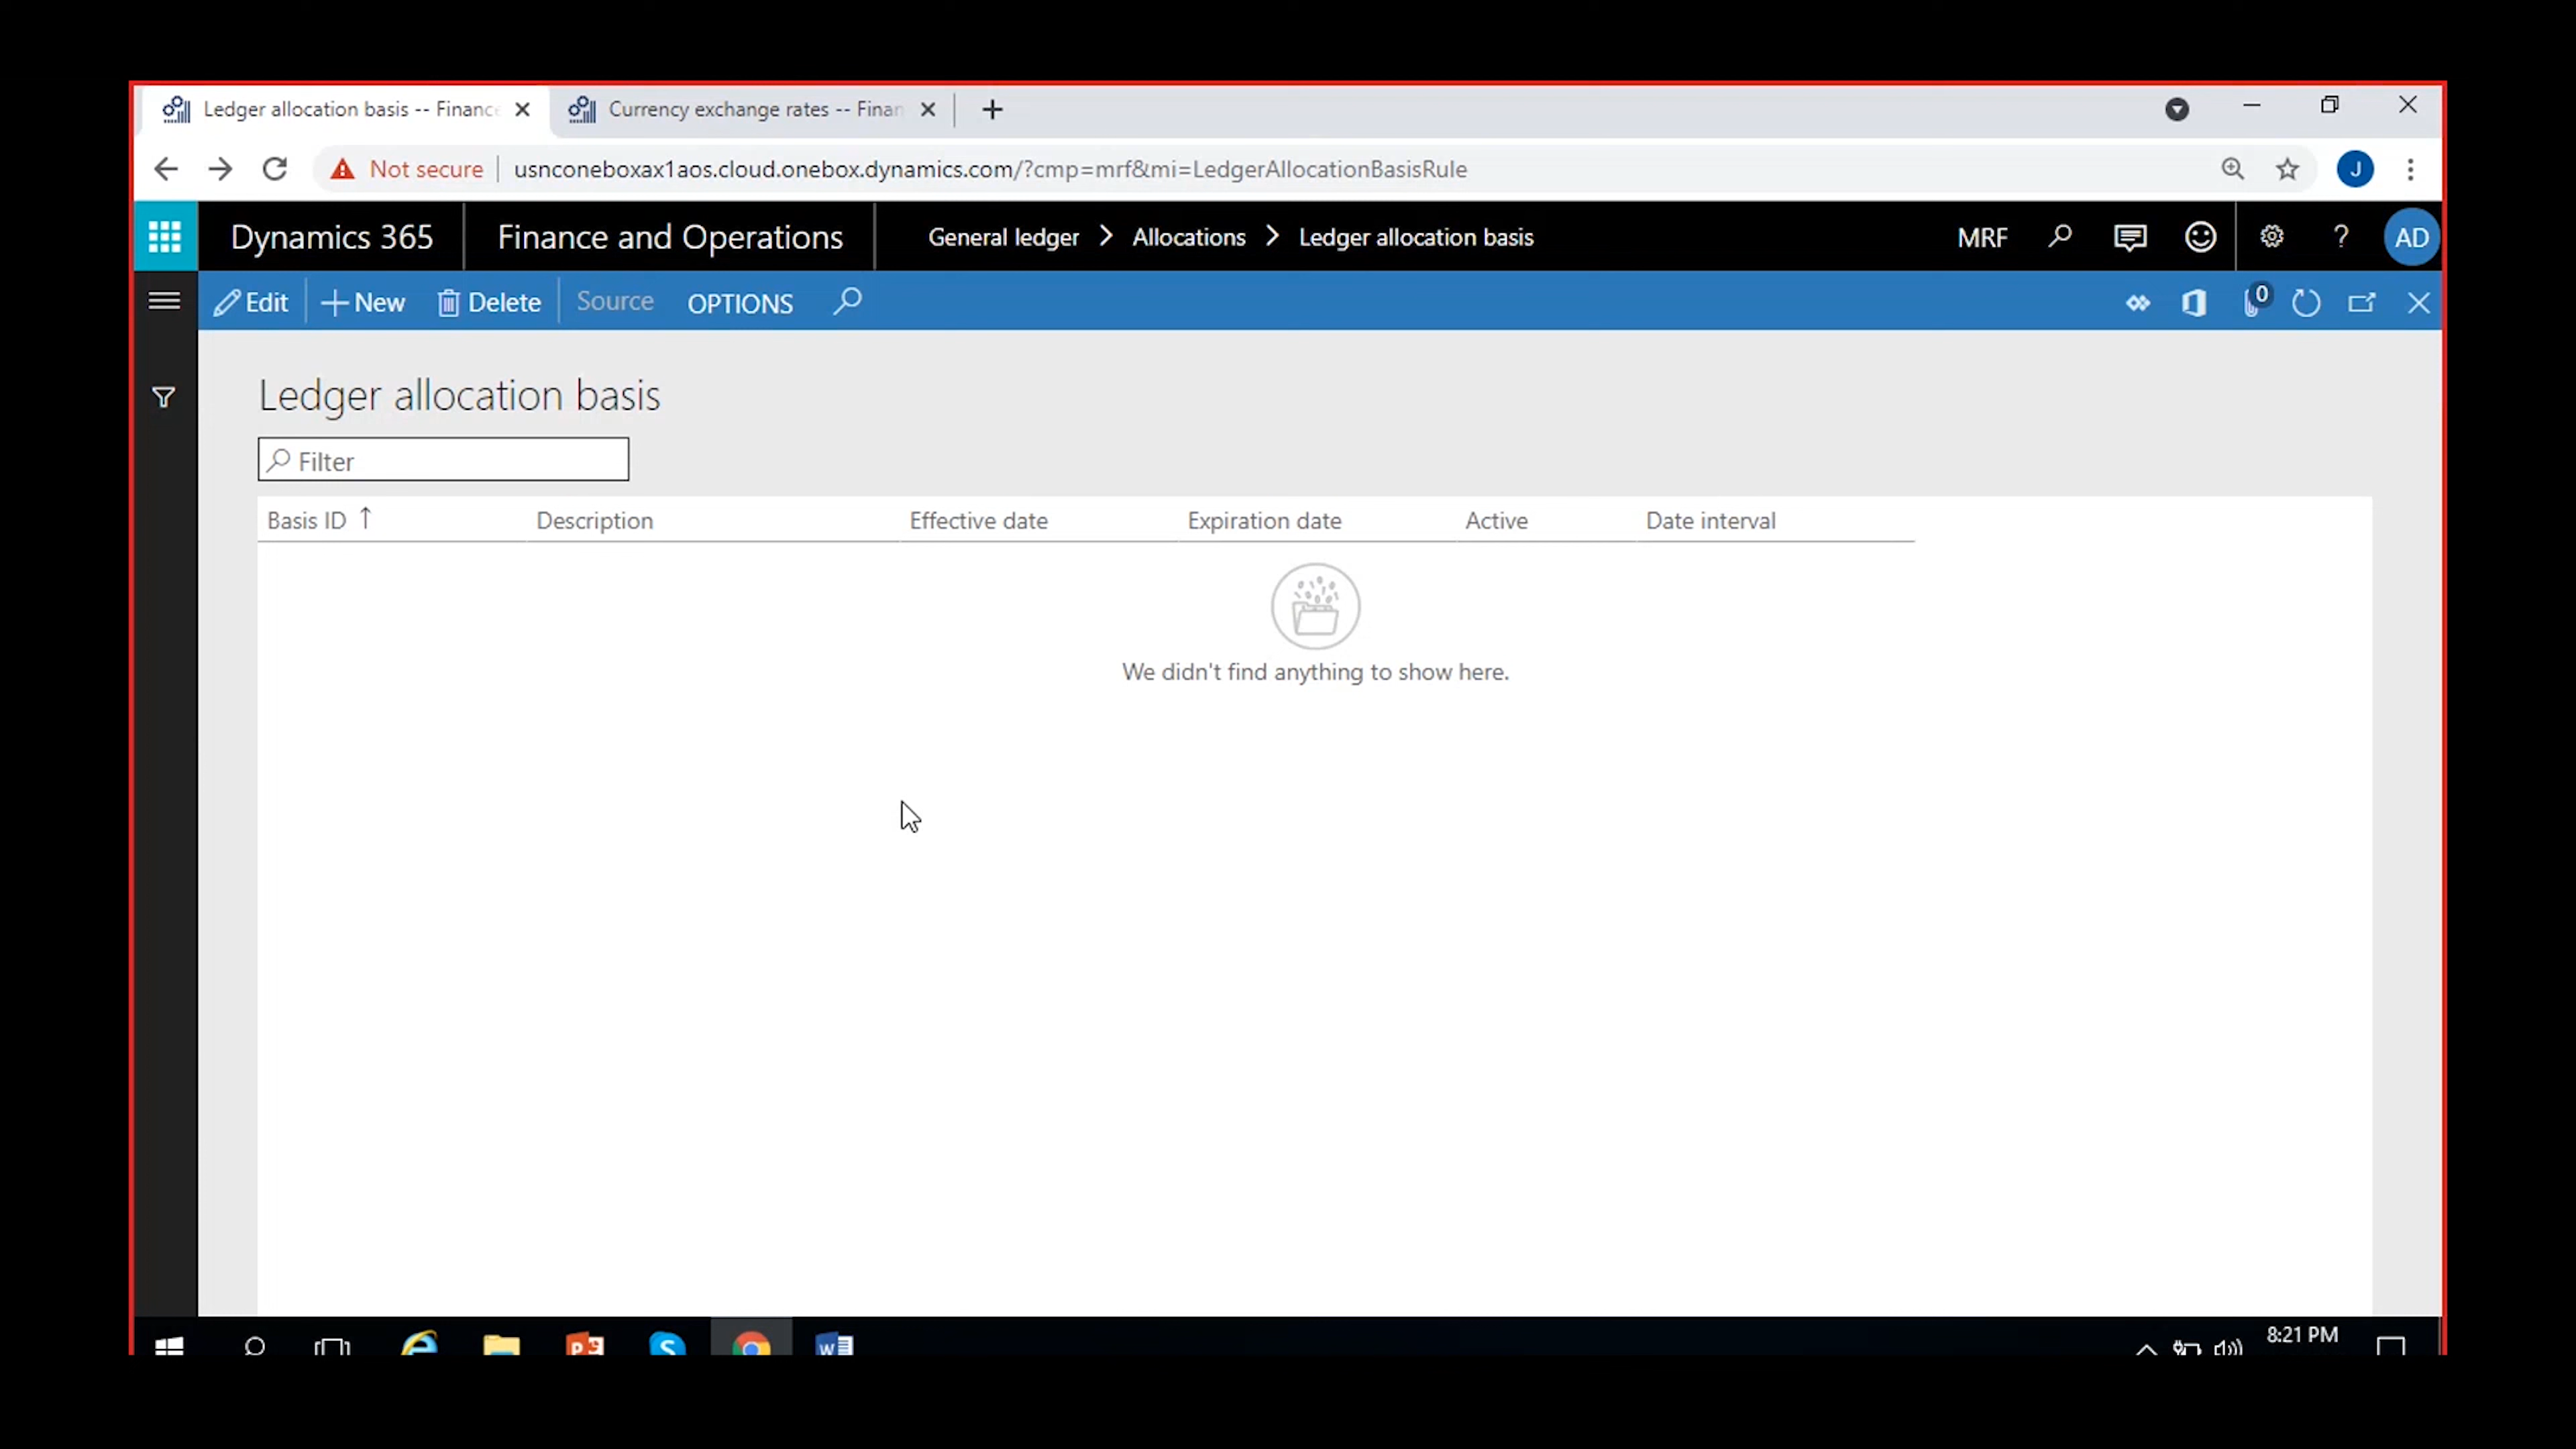 Ledger allocation basis -- Finance
Currency exchange rates -- Finan
Not secure
usnconeboxax1aos.cloud.onebox.dynamics.com/?cmp=mrf&mi=LedgerAllocationBasisRule
J
Dynamics 365
Finance and Operations
General ledger > Allocations > Ledger allocation basis
MRF
?
AD
Edit
+ New
Delete
Source
OPTIONS
0
Ledger allocation basis
Filter
Basis ID ↑
Description
Effective date
Expiration date
Active
Date interval
We didn't find anything to show here.
8:21 PM